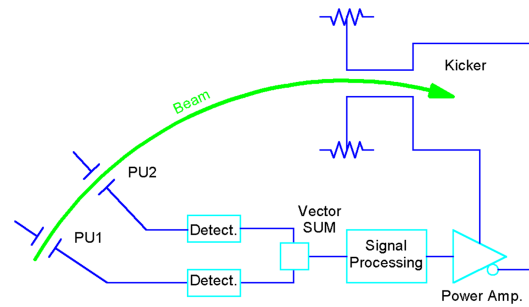 Kicker
Beam
PU2
PU1
Vector
SUM
Detect.
Signal
Processing
Detect.
Power Amp.